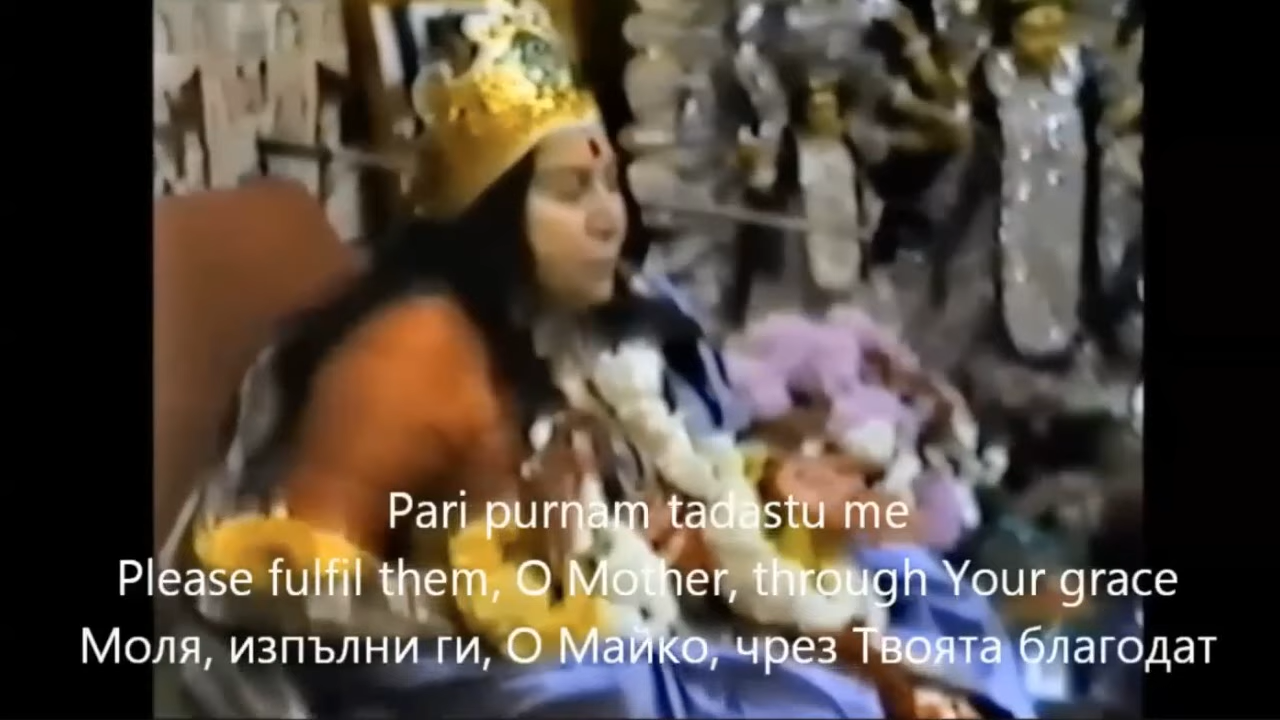 Pari purnam tadastu me
Please fulfil them, O Mother, through Your grace
Моля, изпълни ги, О Майко, чрез Твоята благодат